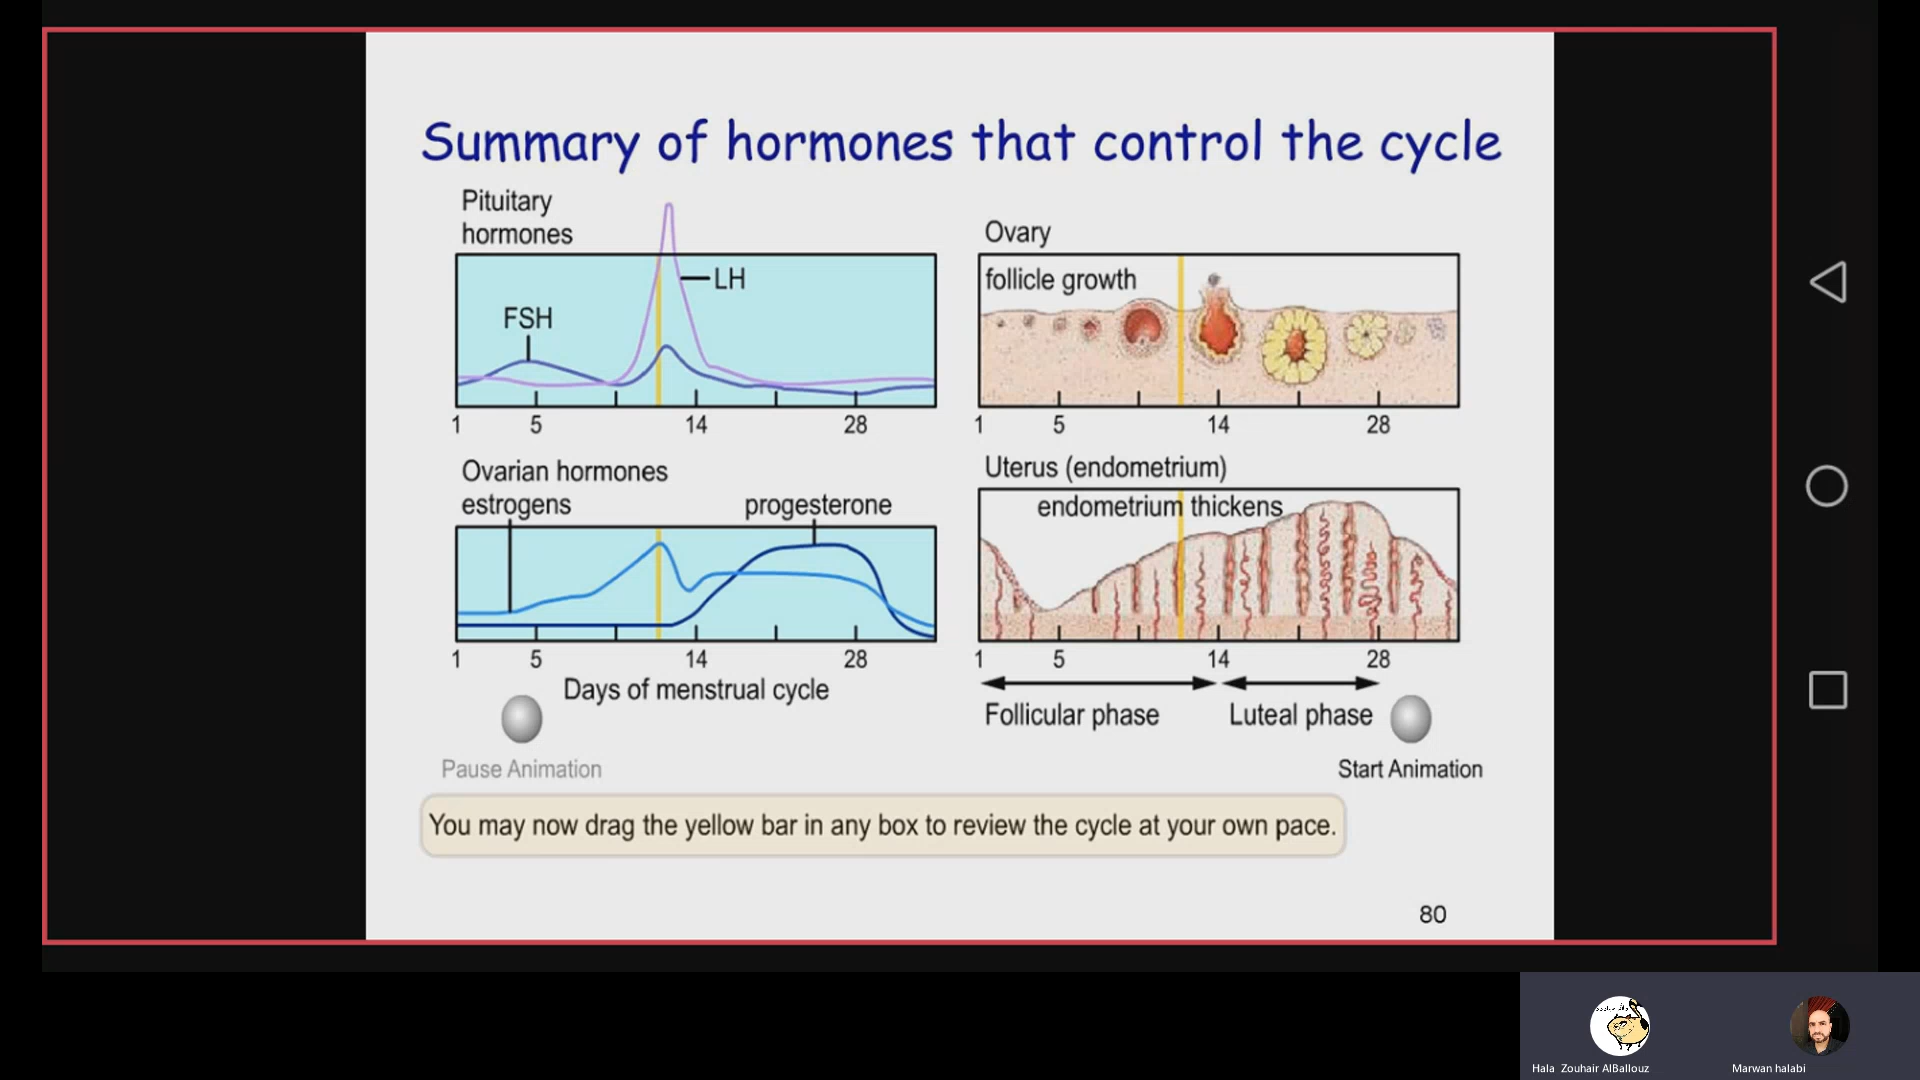 Summary of hormones that control the cycle
Pituitary
hormones
LH
FSH
1 5 14 28
Ovary
follicle growth
1 5 14 28
Ovarian hormones
estrogens progesterone
1 5 14 28
Days of menstrual cycle
Uterus (endometrium)
endometrium thickens
1 5 14 28
Follicular phase Luteal phase
Pause Animation
Start Animation
You may now drag the yellow bar in any box to review the cycle at your own pace.
80
Hala Zouhair AlBallouz
Marwan halabi